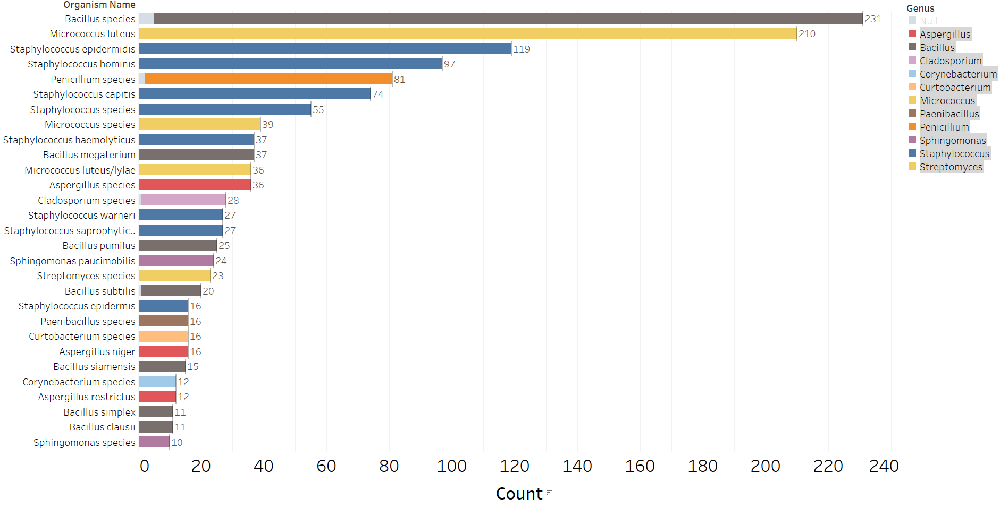 Organism Name
Bacillus species 231
Micrococcus luteus 210
Staphylococcus epidermidis 119
Staphylococcus hominis 97
Penicillium species 81
Staphylococcus capitis 74
Staphylococcus species 55
Micrococcus species 39
Staphylococcus haemolyticus 37
Bacillus megaterium 37
Micrococcus luteus/lylae 36
Aspergillus species 36
Cladosporium species 28
Staphylococcus warneri 27
Staphylococcus saprophytic.. 27
Bacillus pumilus 25
Sphingomonas paucimobilis 24
Streptomyces species 23
Bacillus subtilis 20
Staphylococcus epidermis 16
Paenibacillus species 16
Curtobacterium species 16
Aspergillus niger 16
Bacillus siamensis 15
Corynebacterium species 12
Aspergillus restrictus 12
Bacillus simplex 11
Bacillus clausii 11
Sphingomonas species 10
0 20 40 60 80 100 120 140 160 180 200 220 240
Count
Genus
Null
Aspergillus
Bacillus
Cladosporium
Corynebacterium
Curtobacterium
Micrococcus
Paenibacillus
Penicillium
Sphingomonas
Staphylococcus
Streptomyces